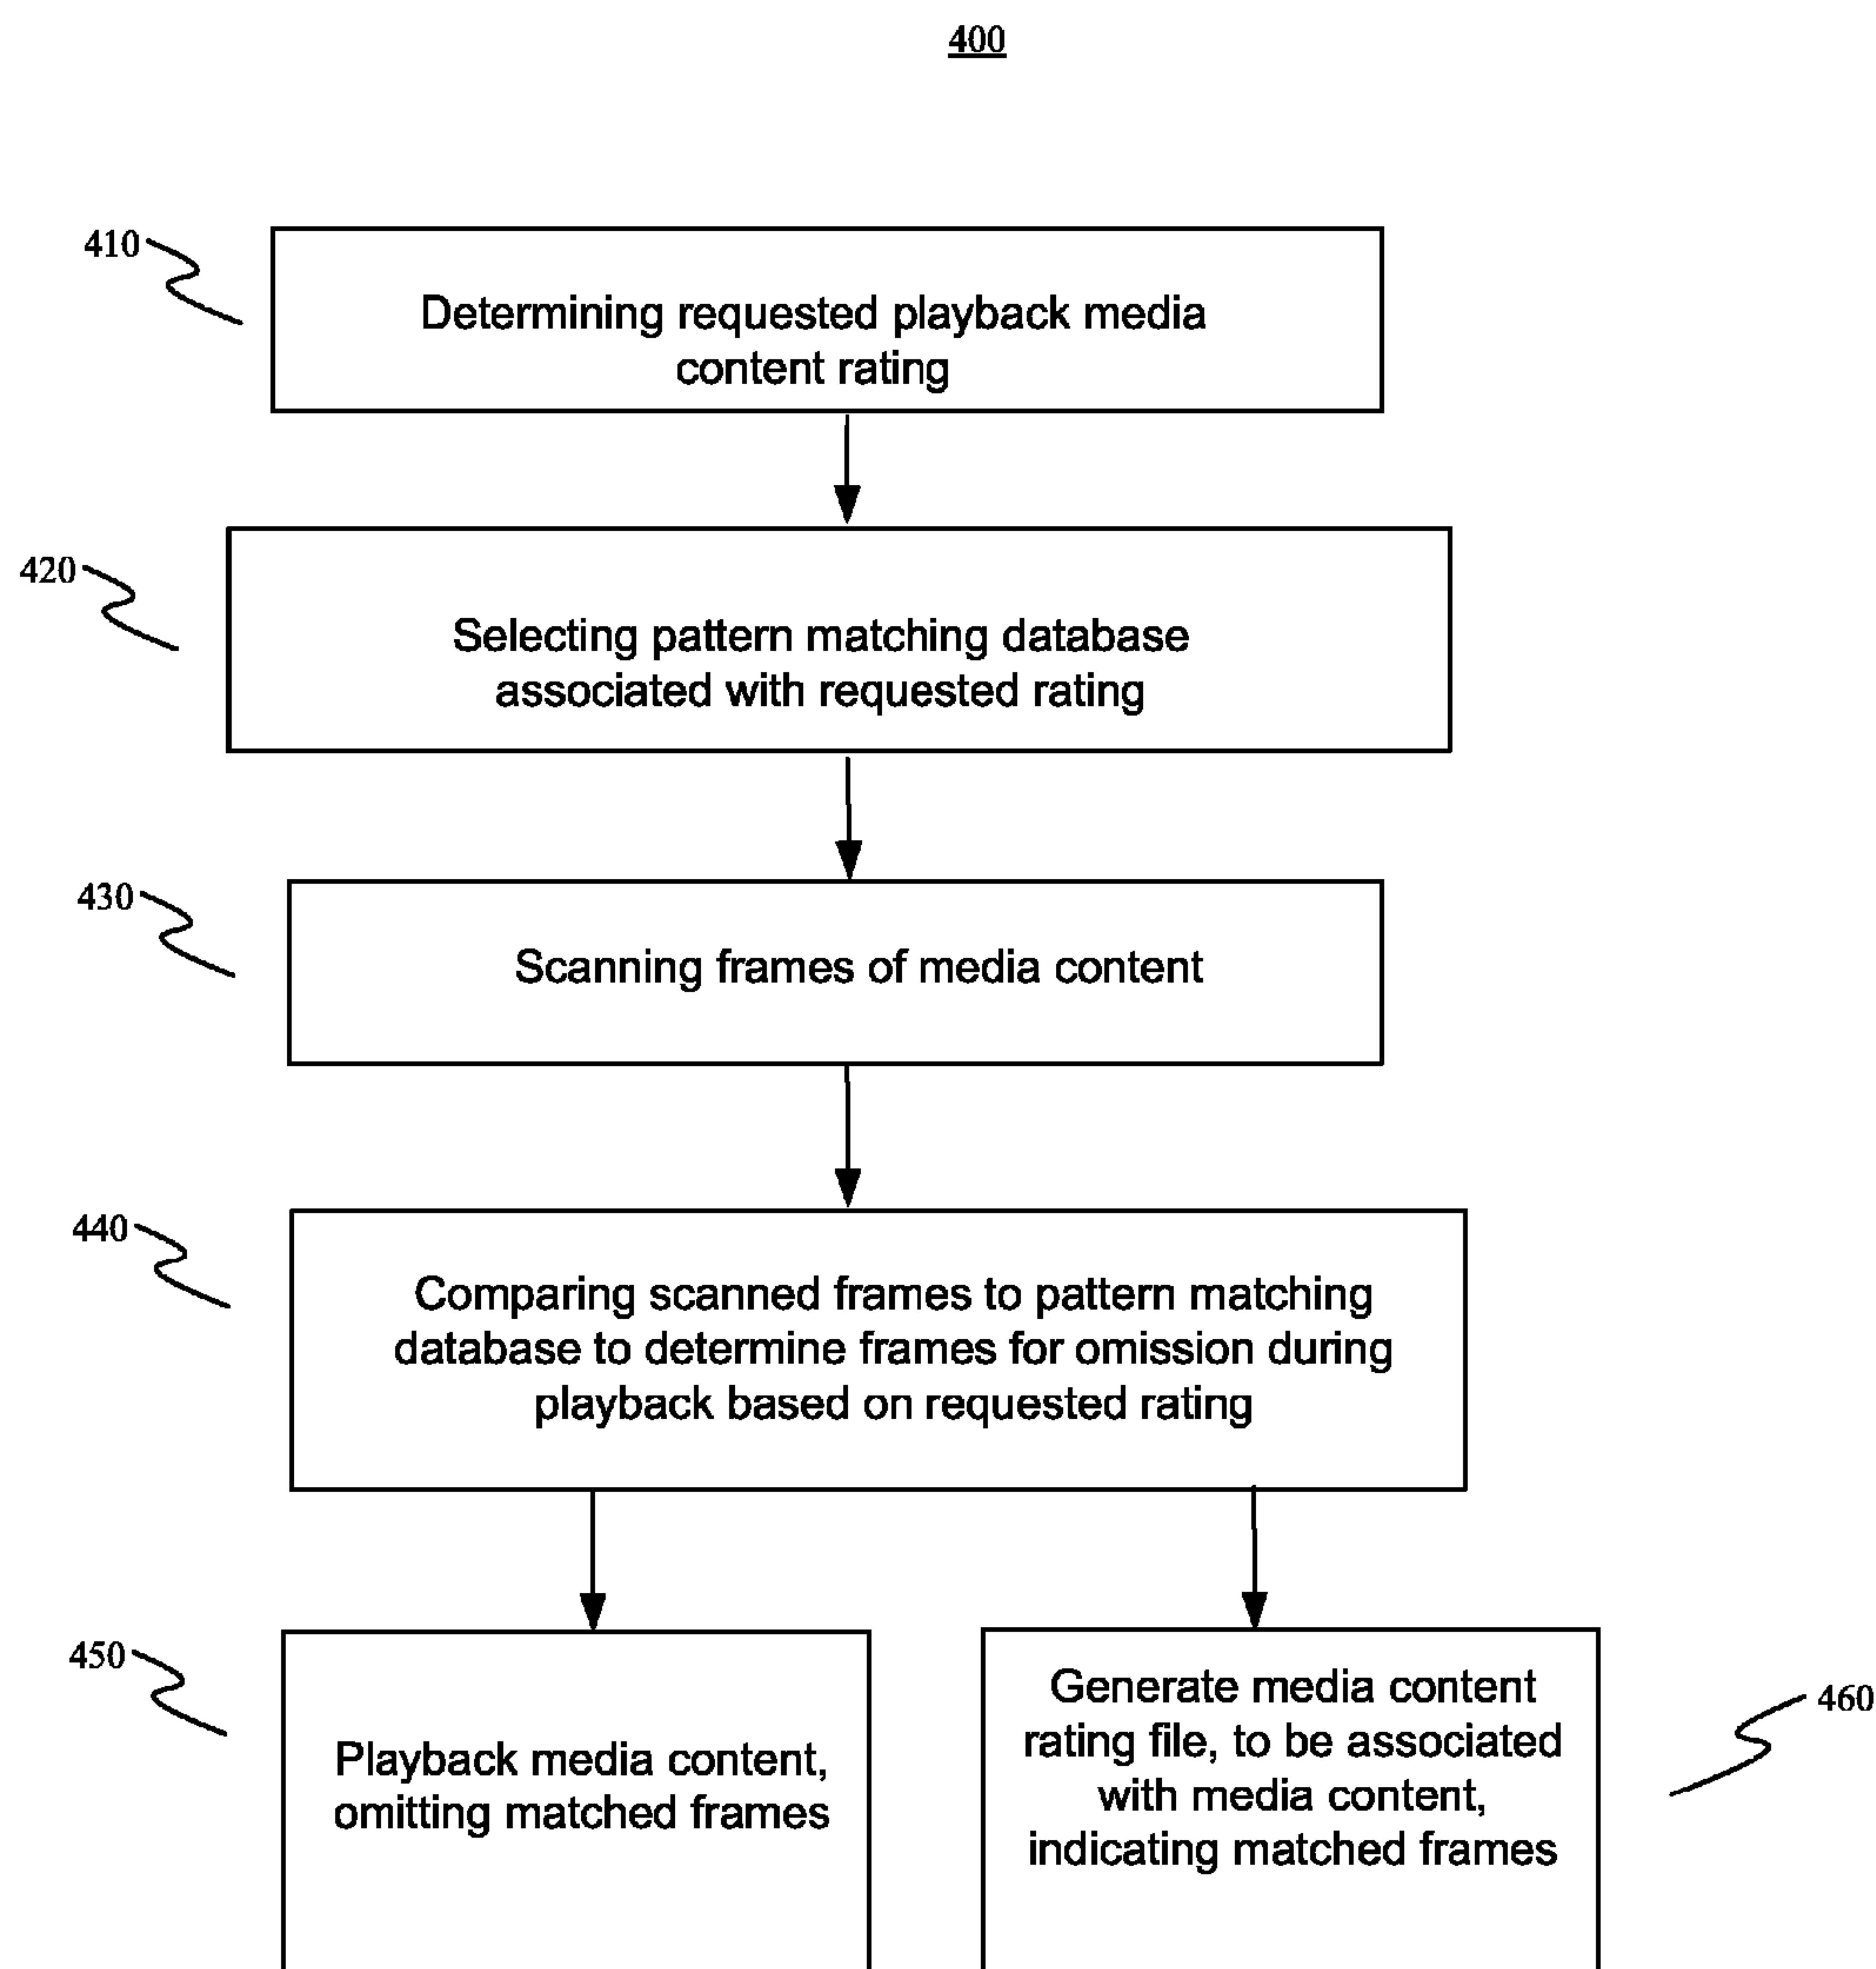 400
410
Determining requested playback media
content rating
420
Selecting pattern matching database
associated with requested rating
430
Scanning frames of media content
440
Comparing scanned frames to pattern matching
database to determine frames for omission during
playback based on requested rating
450
Playback media content,
omitting matched frames
460
Generate media content
rating file, to be associated
with media content,
indicating matched frames